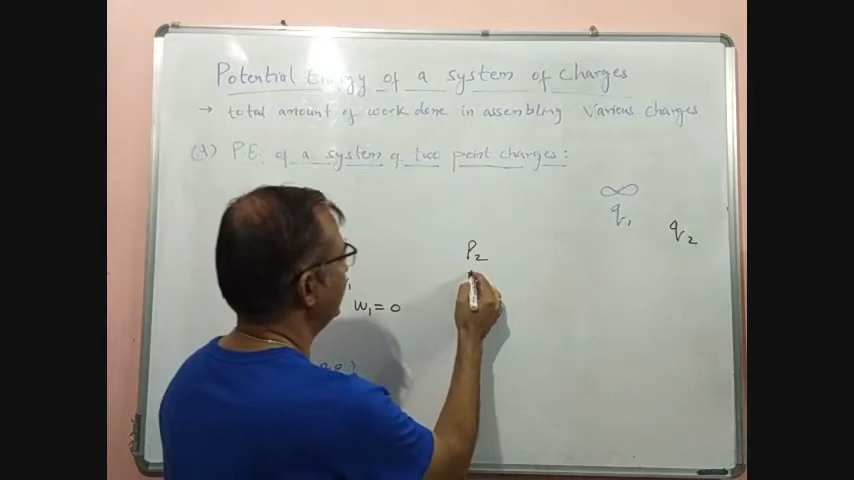 Potential Energy of a system of charges
→ total amount of work done in assembling Various charges
(A) P.E. of a system of two point charges:
∞
q₁
q₂
P₂
W₁ = 0